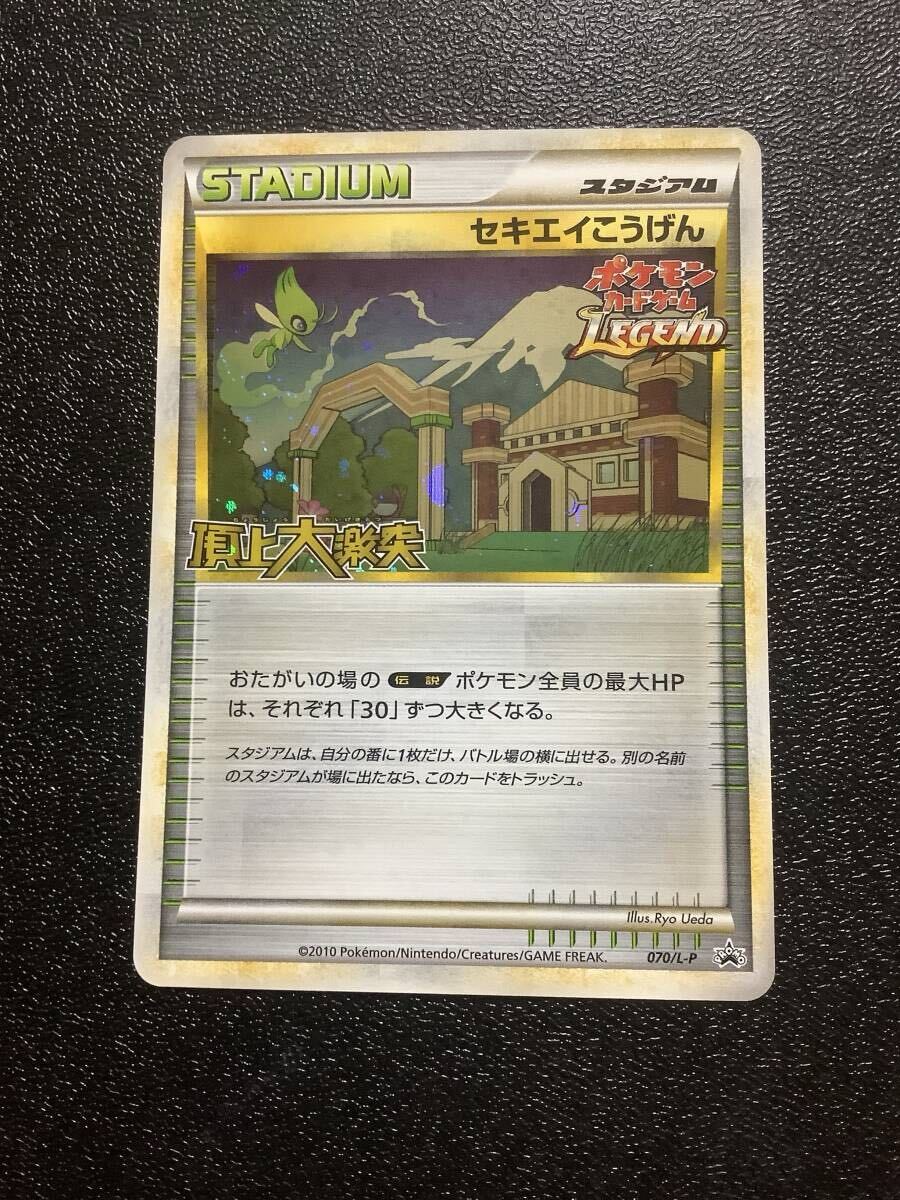 STADIUM
スタジアム
セキエイこうげん
ポケモン
カードゲーム
LEGEND
頂上大激突
おたがいの場の 伝説 ポケモン全員の最大HP
は、それぞれ「30」ずつ大きくなる。
スタジアムは、自分の番に1枚だけ、バトル場の横に出せる。別の名前
のスタジアムが場に出たなら、このカードをトラッシュ。
Illus.Ryo Ueda
©2010 Pokémon/Nintendo/Creatures/GAME FREAK.
070/L-P
PROMO